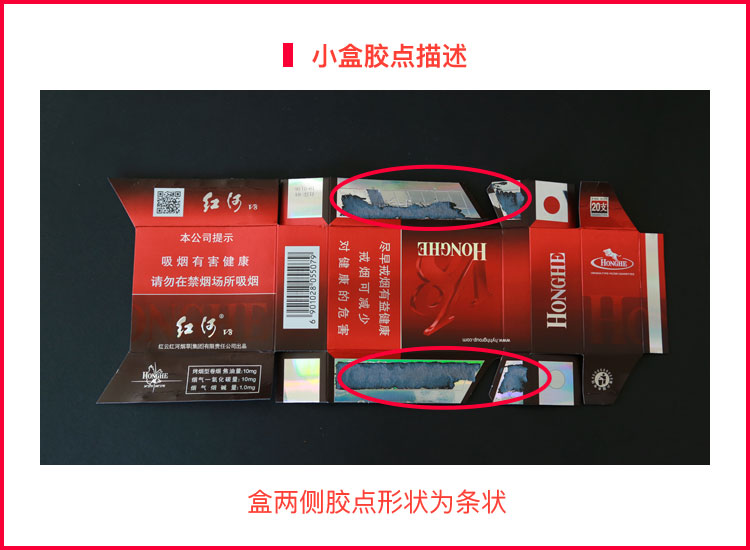 小盒胶点描述
红河 V8
本公司提示
吸烟有害健康
请勿在禁烟场所吸烟
红河® V8
红云红河烟草(集团)有限责任公司出品
HONGHE
烤烟型卷烟 焦油量:10mg
烟气一氧化碳量:10mg
烟气烟碱量:1.0mg
6 901028 055079
尽早戒烟有益健康
戒烟可减少
对健康的危害
HONGHE
V8
www.hyhhgroup.com
HONGHE
20支
HONGHE
盒两侧胶点形状为条状